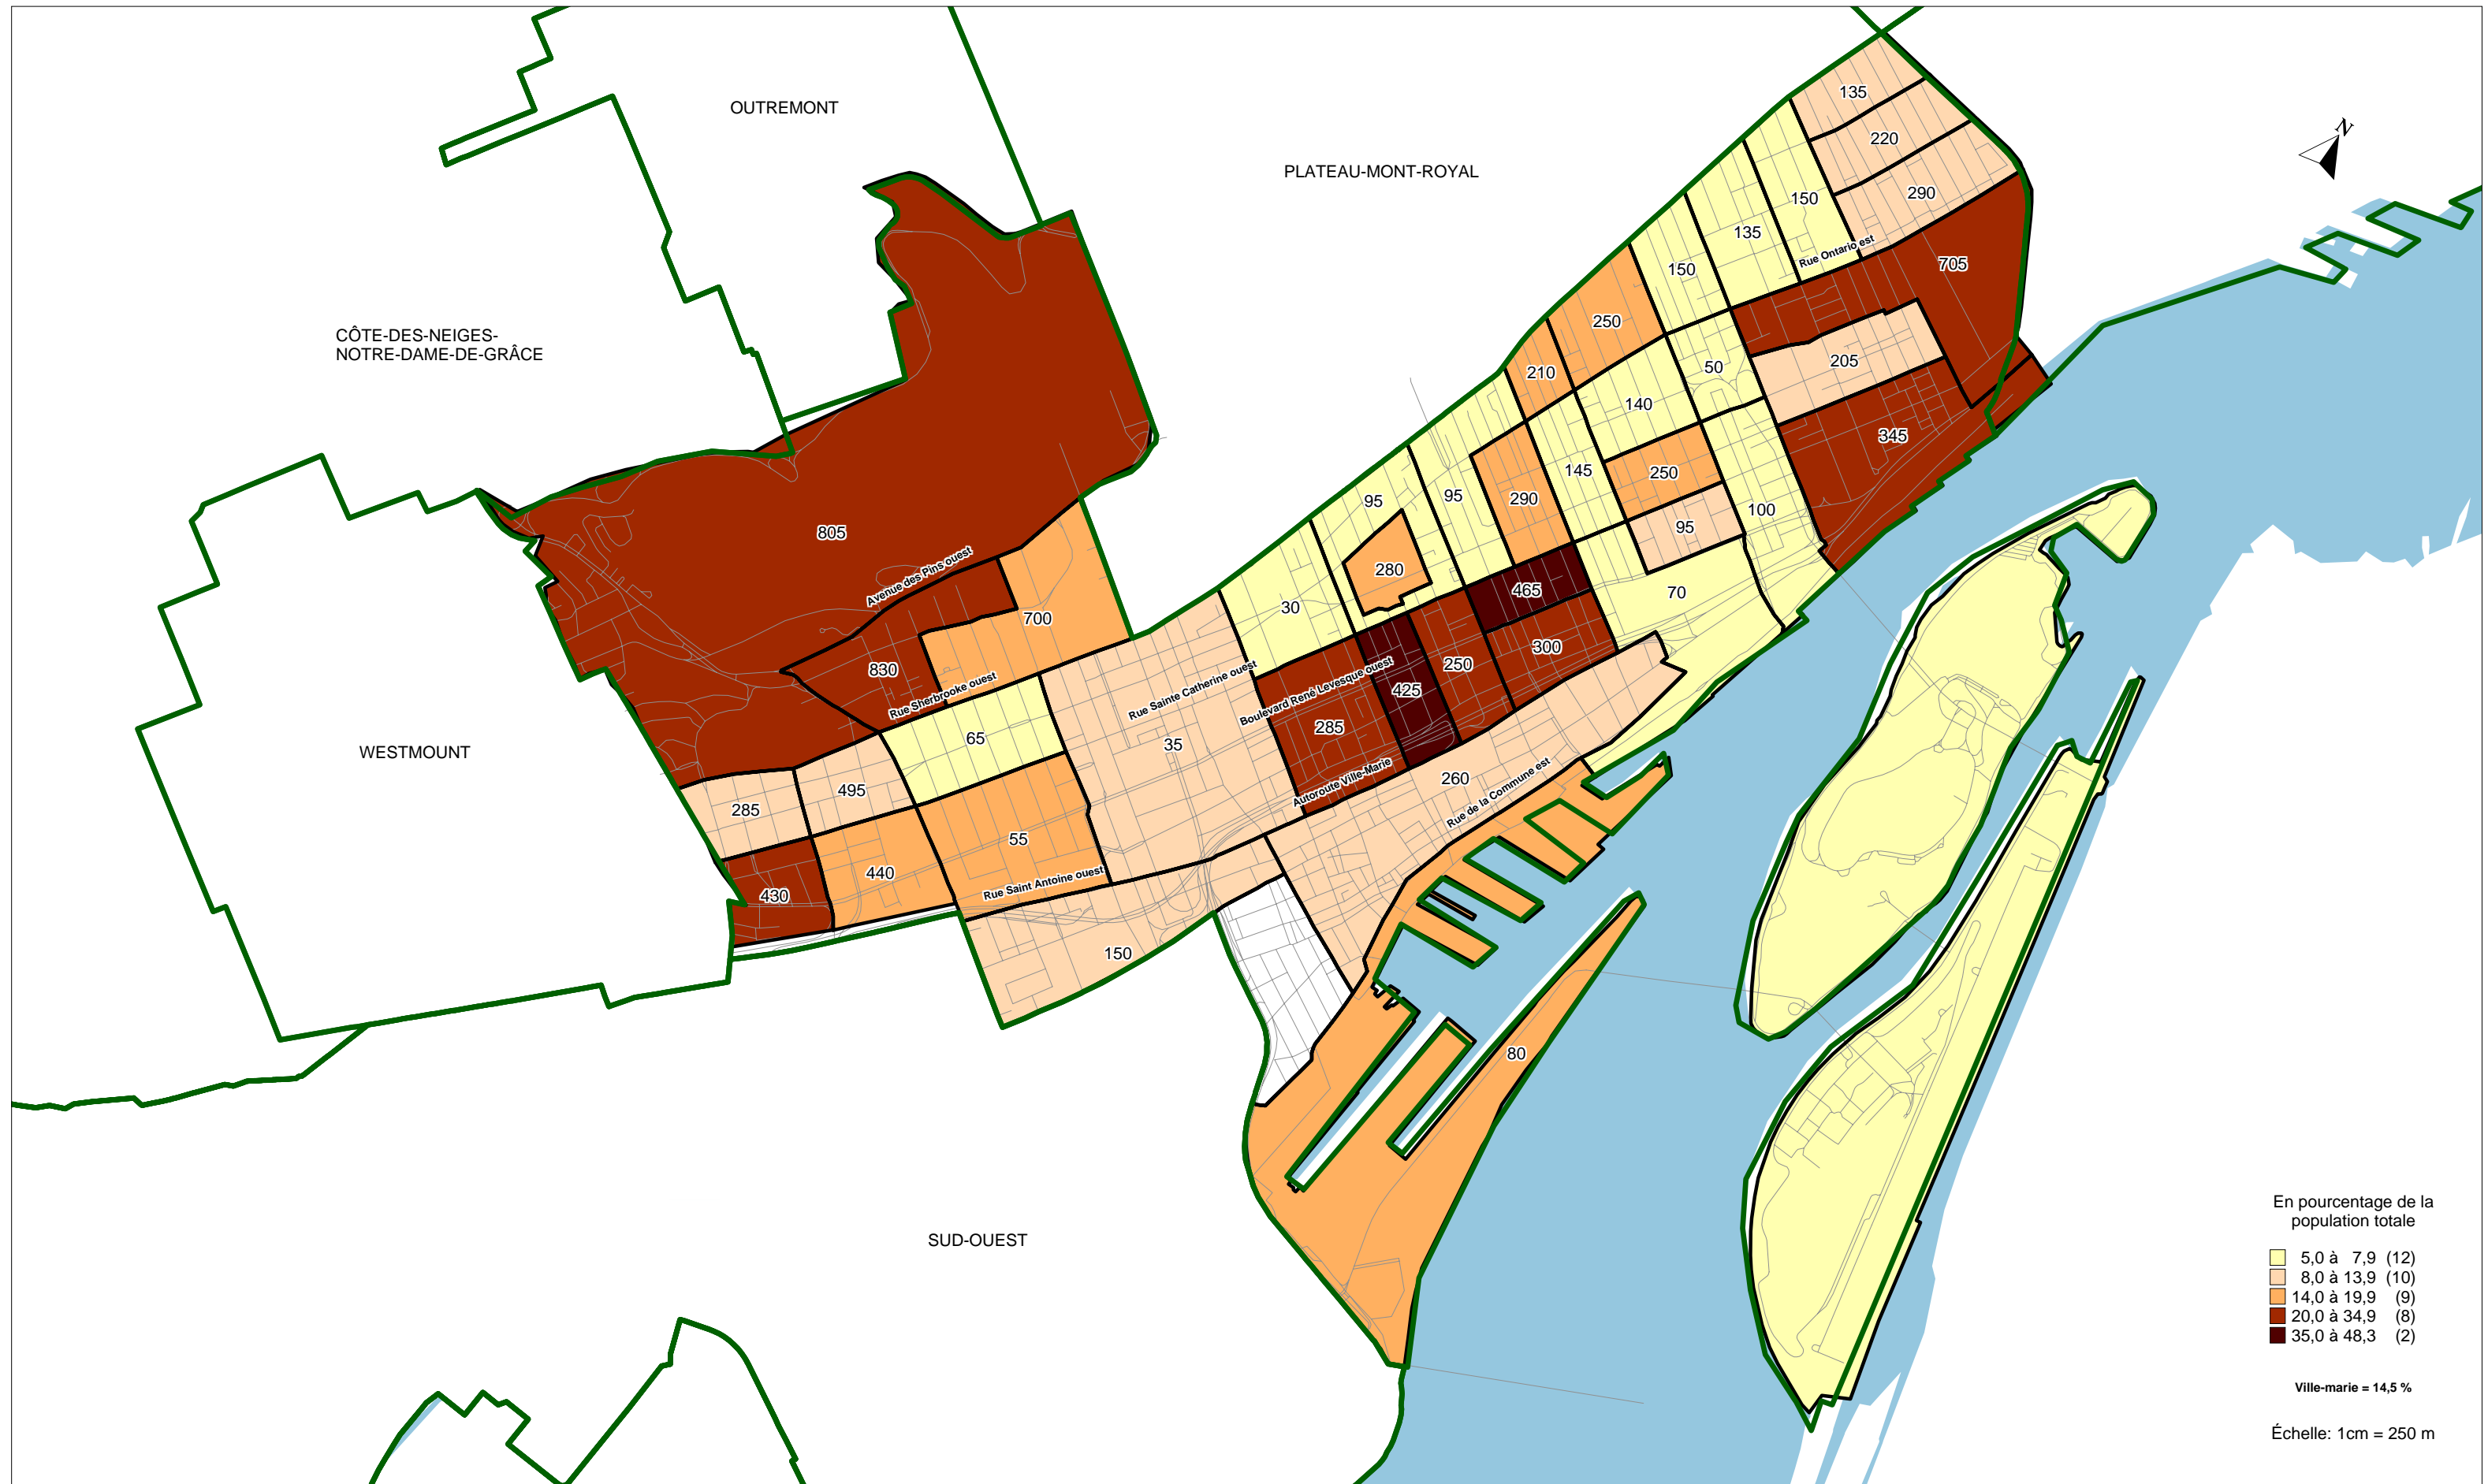 OUTREMONT
PLATEAU-MONT-ROYAL
CÔTE-DES-NEIGES-
NOTRE-DAME-DE-GRÂCE
WESTMOUNT
SUD-OUEST
N
135
220
290
150
135
150
Rue Ontario est
705
250
210
50
205
140
345
145
250
290
95
95
100
95
280
465
70
30
300
250
425
285
805
Avenue des Pins ouest
700
830
Rue Sherbrooke ouest
Rue Sainte Catherine ouest
Boulevard René Levesque ouest
65
35
495
285
260
Autoroute Ville-Marie
Rue de la Commune est
55
440
430
Rue Saint Antoine ouest
150
80
En pourcentage de la
population totale
5,0 à 7,9 (12)
8,0 à 13,9 (10)
14,0 à 19,9 (9)
20,0 à 34,9 (8)
35,0 à 48,3 (2)
Ville-marie = 14,5 %
Échelle: 1cm = 250 m